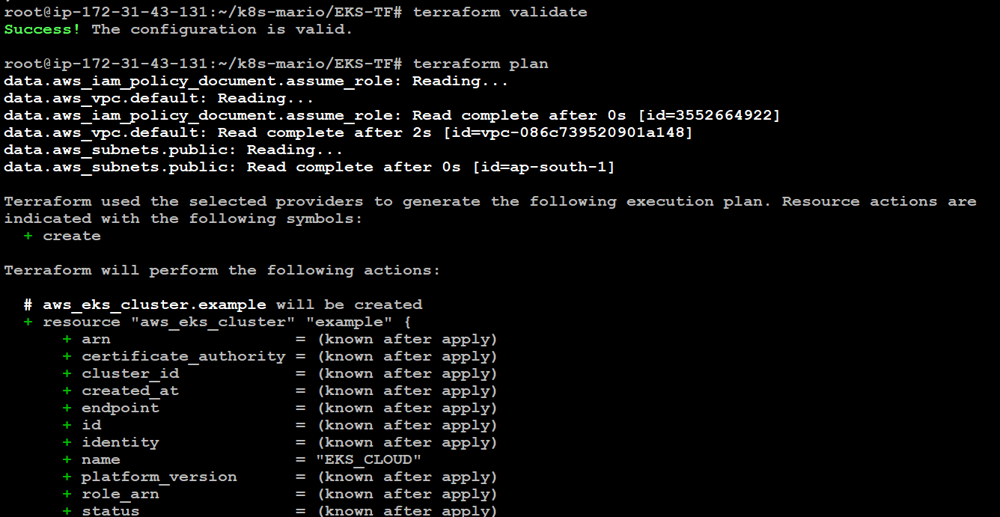 root@ip-172-31-43-131:~/k8s-mario/EKS-TF# terraform validate
Success! The configuration is valid.
root@ip-172-31-43-131:~/k8s-mario/EKS-TF# terraform plan
data.aws_iam_policy_document.assume_role: Reading...
data.aws_vpc.default: Reading...
data.aws_iam_policy_document.assume_role: Read complete after 0s [id=3552664922]
data.aws_vpc.default: Read complete after 2s [id=vpc-086c739520901a148]
data.aws_subnets.public: Reading...
data.aws_subnets.public: Read complete after 0s [id=ap-south-1]
Terraform used the selected providers to generate the following execution plan. Resource actions are
indicated with the following symbols:
+ create
Terraform will perform the following actions:
# aws_eks_cluster.example will be created
+ resource "aws_eks_cluster" "example" {
+ arn = (known after apply)
+ certificate_authority = (known after apply)
+ cluster_id = (known after apply)
+ created_at = (known after apply)
+ endpoint = (known after apply)
+ id = (known after apply)
+ identity = (known after apply)
+ name = "EKS_CLOUD"
+ platform_version = (known after apply)
+ role_arn = (known after apply)
+ status = (known after apply)